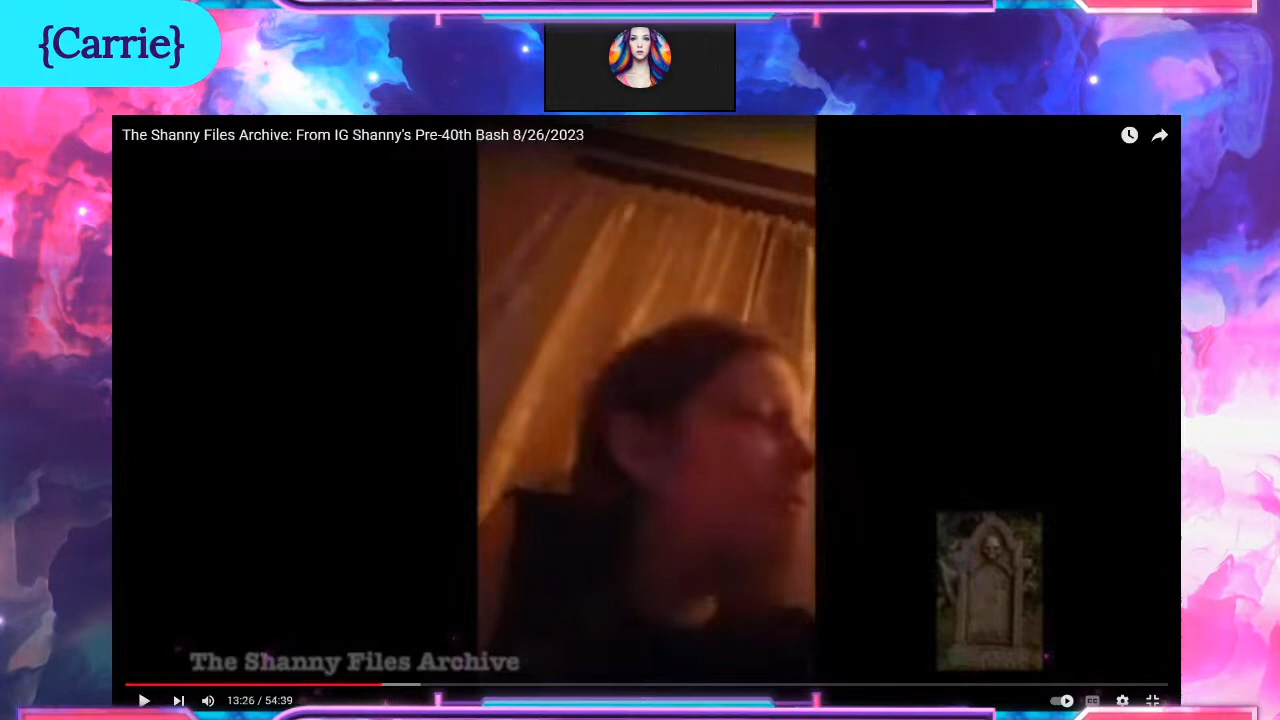 {Carrie}
The Shanny Files Archive: From IG Shanny's Pre-40th Bash 8/26/2023
The Shanny Files Archive
13:26 / 54:39